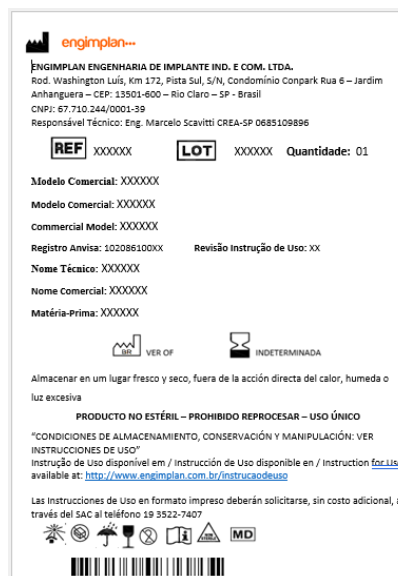 engimplan
ENGIMPLAN ENGENHARIA DE IMPLANTE IND. E COM. LTDA.
Rod. Washington Luís, Km 172, Pista Sul, S/N, Condomínio Conpark Rua 6 – Jardim
Anhanguera – CEP: 13501-600 – Rio Claro – SP - Brasil
CNPJ: 67.710.244/0001-39
Responsável Técnico: Eng. Marcelo Scavitti CREA-SP 0685109896
REF XXXXXX LOT XXXXXX Quantidade: 01
Modelo Comercial: XXXXXX
Modelo Comercial: XXXXXX
Commercial Model: XXXXXX
Registro Anvisa: 102086100XX Revisão Instrução de Uso: XX
Nome Técnico: XXXXXX
Nome Comercial: XXXXXX
Matéria-Prima: XXXXXX
BR VER OF INDETERMINADA
Almacenar en um lugar fresco y seco, fuera de la acción directa del calor, humeda o
luz excesiva
PRODUCTO NO ESTÉRIL – PROHIBIDO REPROCESAR – USO ÚNICO
"CONDICIONES DE ALMACENAMIENTO, CONSERVACIÓN Y MANIPULACIÓN: VER
INSTRUCCIONES DE USO"
Instrução de Uso disponível em / Instrucción de Uso disponible en / Instruction for Use
available at: http://www.engimplan.com.br/instrucaodeuso
Las Instrucciones de Uso en formato impreso deberán solicitarse, sin costo adicional, a
través del SAC al teléfono 19 3522-7407
MD